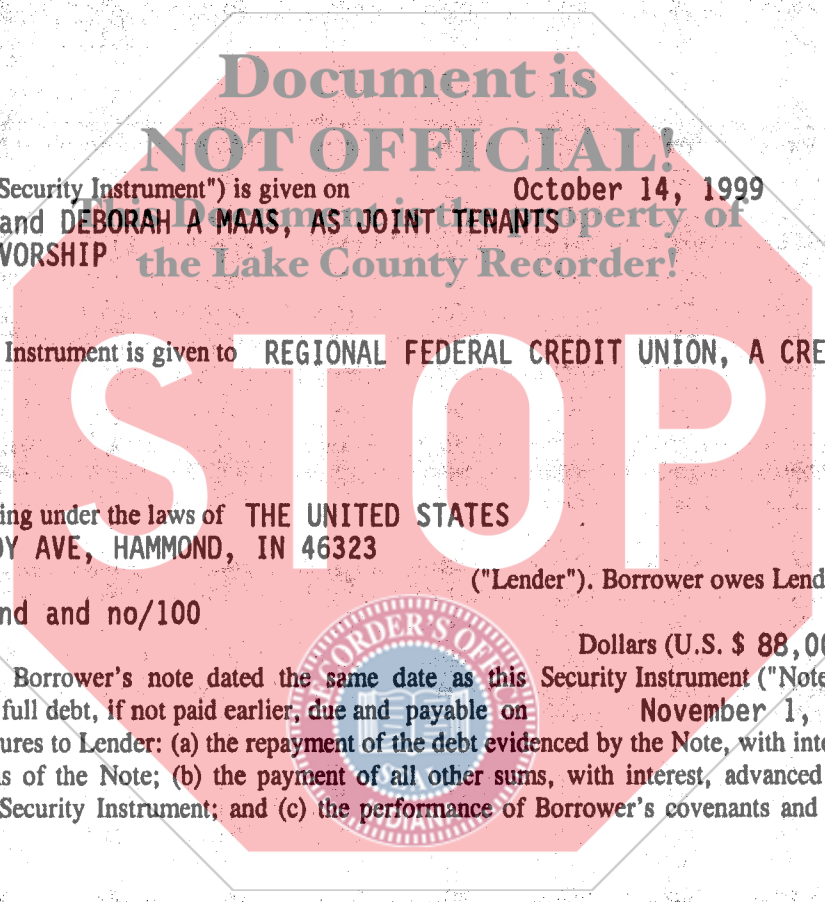 Document is
NOT OFFICIAL!
Security Instrument") is given on October 14, 1999
This Document is the property of
and DEBORAH A MAAS, AS JOINT TENANTS
VORSHIP
the Lake County Recorder!
Instrument is given to REGIONAL FEDERAL CREDIT UNION, A CRE
STOP
ing under the laws of THE UNITED STATES
Y AVE, HAMMOND, IN 46323
("Lender"). Borrower owes Lend
nd and no/100
RECORDER'S OFFICE
Dollars (U.S. $ 88,00
Borrower's note dated the same date as this Security Instrument ("Note
full debt, if not paid earlier, due and payable on November 1,
ures to Lender: (a) the repayment of the debt evidenced by the Note, with inte
s of the Note; (b) the payment of all other sums, with interest, advanced
SEAL
Security Instrument; and (c) the performance of Borrower's covenants and
INDIANA